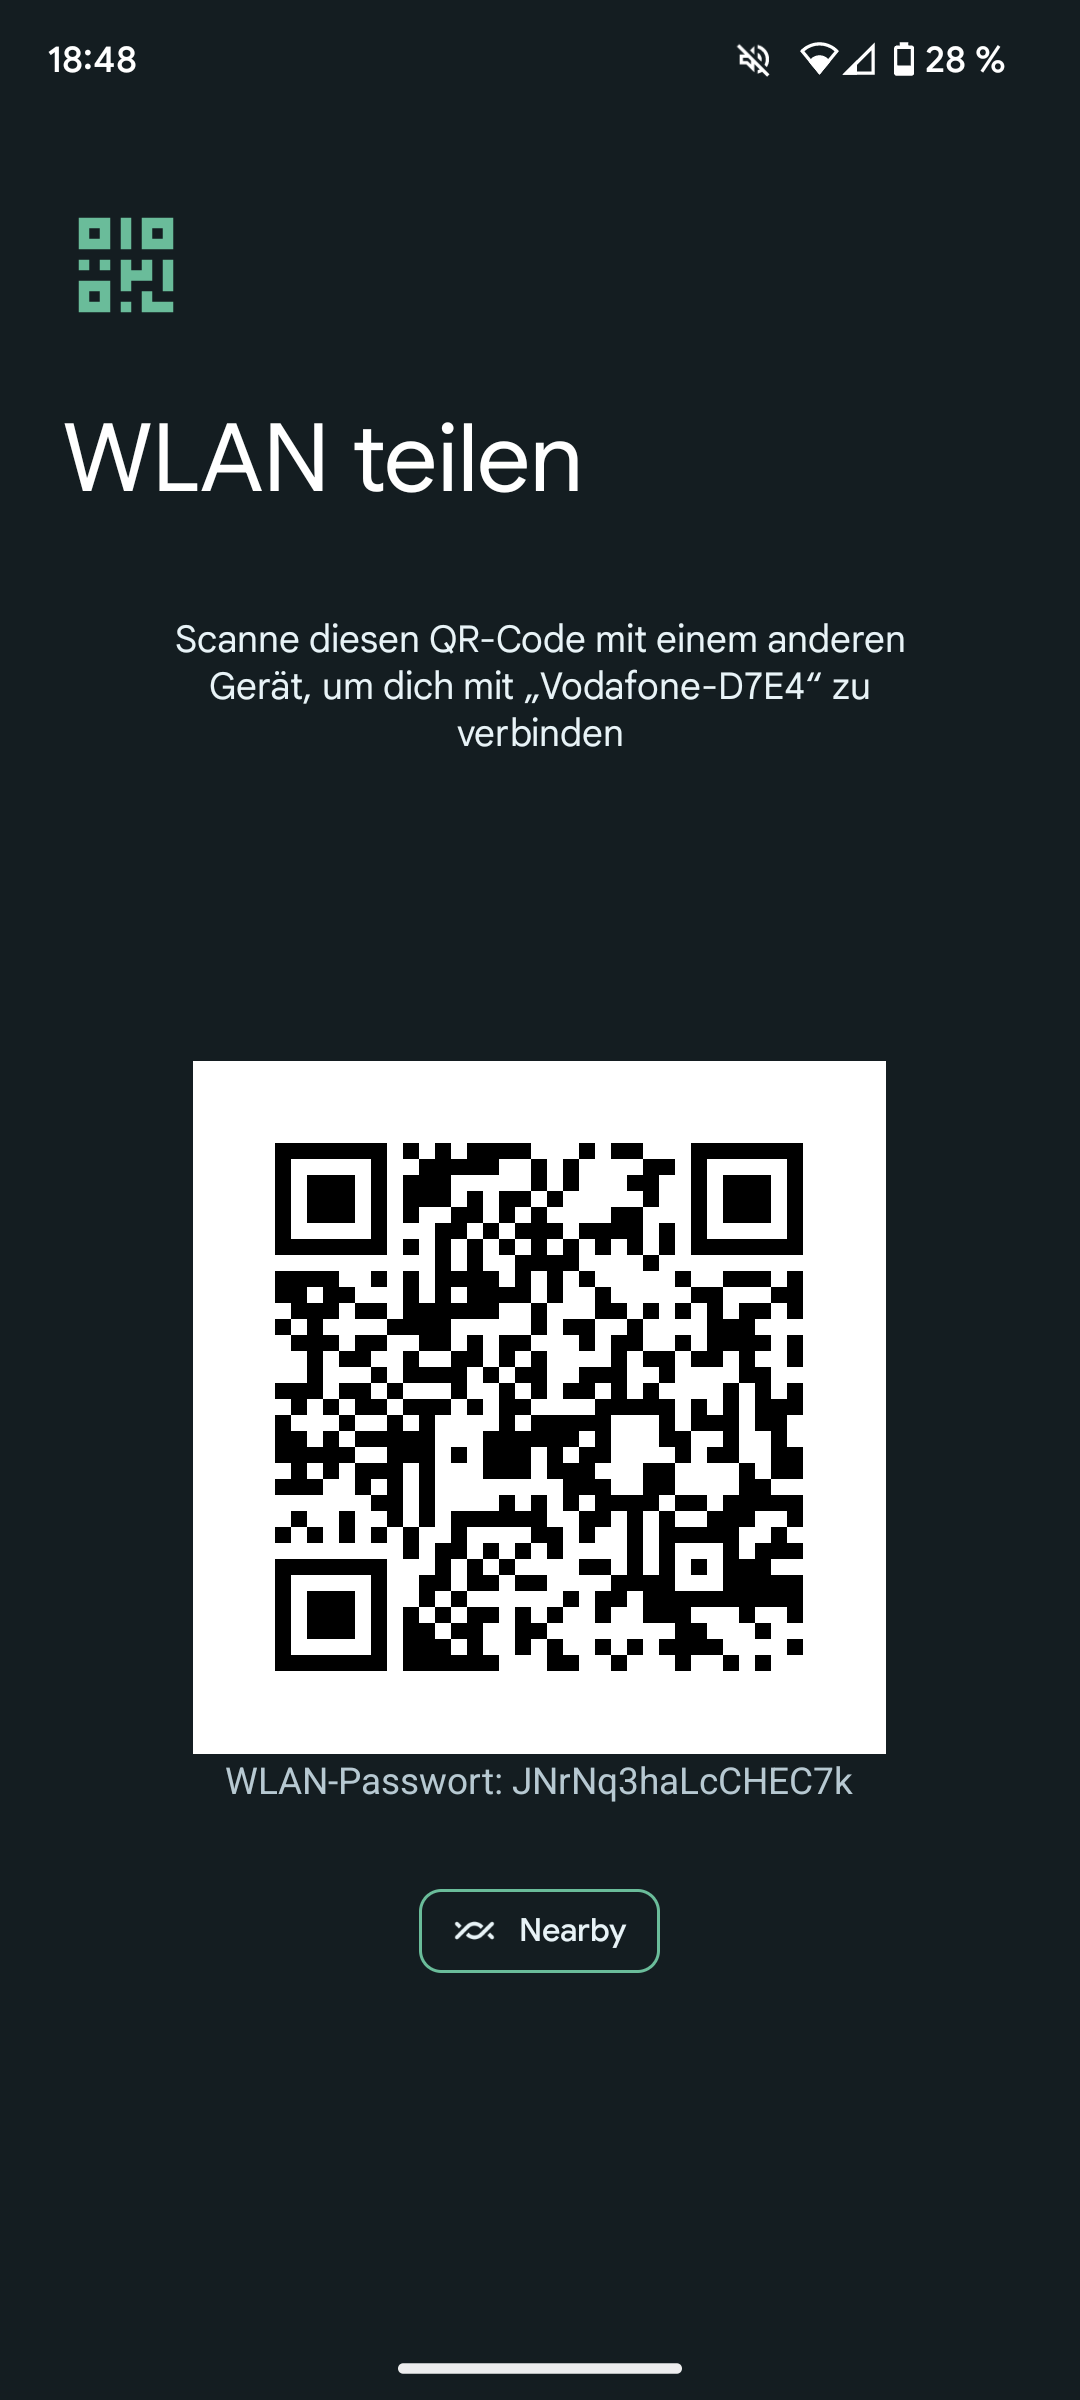 18:48
28 %
WLAN teilen
Scanne diesen QR-Code mit einem anderen
Gerät, um dich mit „Vodafone-D7E4“ zu
verbinden
WLAN-Passwort: JNrNq3haLcCHEC7k
Nearby